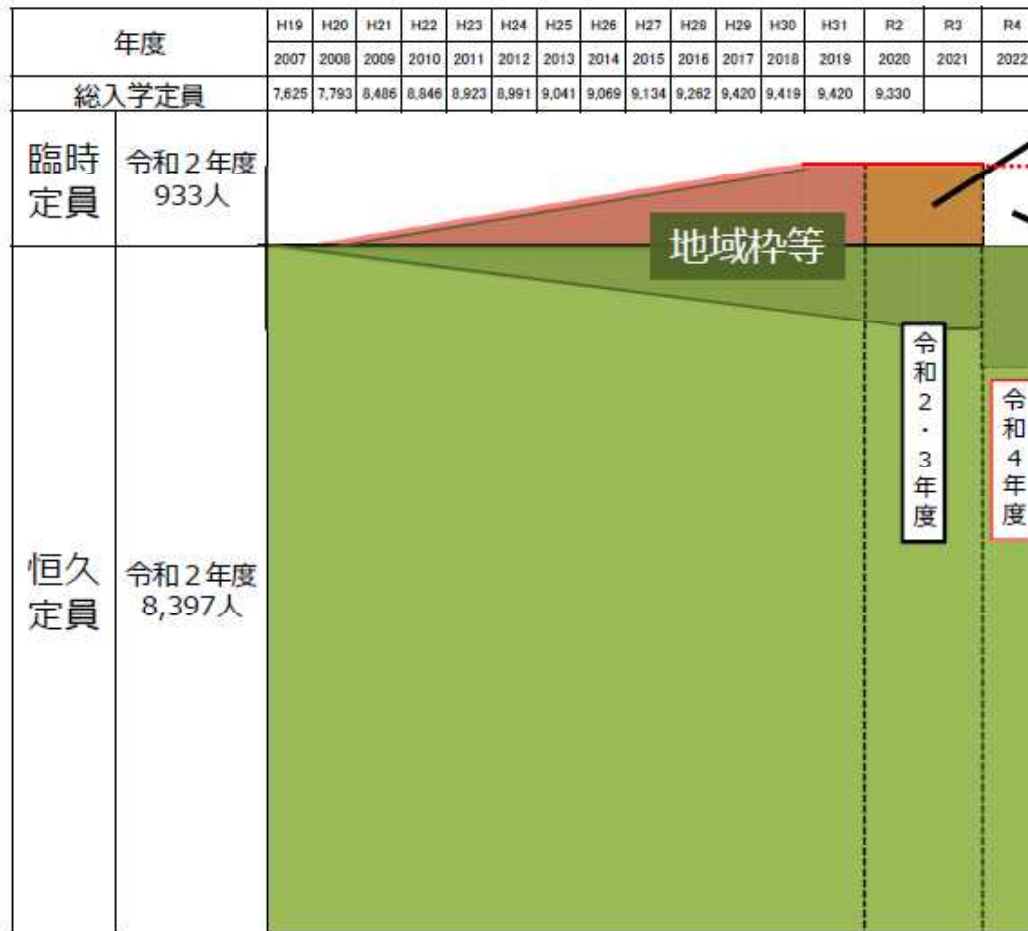 年度
H19 H20 H21 H22 H23 H24 H25 H26 H27 H28 H29 H30 H31 R2 R3 R4
2007 2008 2009 2010 2011 2012 2013 2014 2015 2016 2017 2018 2019 2020 2021 2022
総入学定員 7,625 7,793 8,486 8,846 8,923 8,991 9,041 9,069 9,134 9,262 9,420 9,419 9,420 9,330
臨時
定員
令和2年度
933人
地域枠等
令和2・3年度
令和4年度
恒久
定員
令和2年度
8,397人